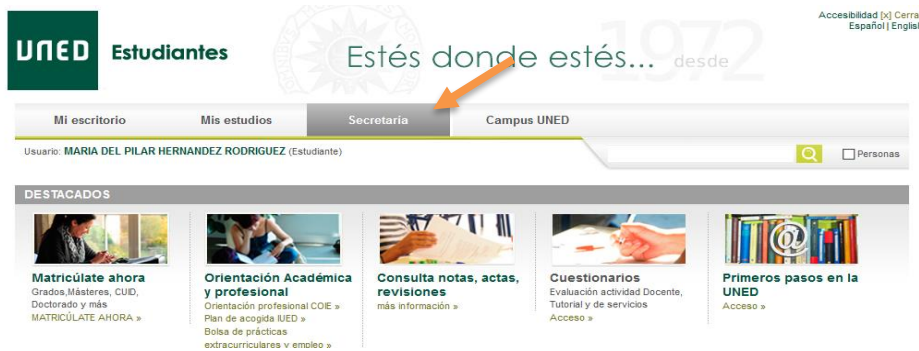 Accesibilidad [x] Cerra
Español | English
UNED Estudiantes
Estés donde estés... desde 1972
Mi escritorio Mis estudios Secretaría Campus UNED
Usuario: MARIA DEL PILAR HERNANDEZ RODRIGUEZ (Estudiante)
Personas
DESTACADOS
Matricúlate ahora
Grados,Másteres, CUID,
Doctorado y más
MATRICÚLATE AHORA »
Orientación Académica
y profesional
Orientación profesional COIE »
Plan de acogida IUED »
Bolsa de prácticas
extracurriculares y empleo »
Consulta notas, actas,
revisiones
más información »
Cuestionarios
Evaluación actividad Docente,
Tutorial y de servicios
Acceso »
Primeros pasos en la
UNED
Acceso »